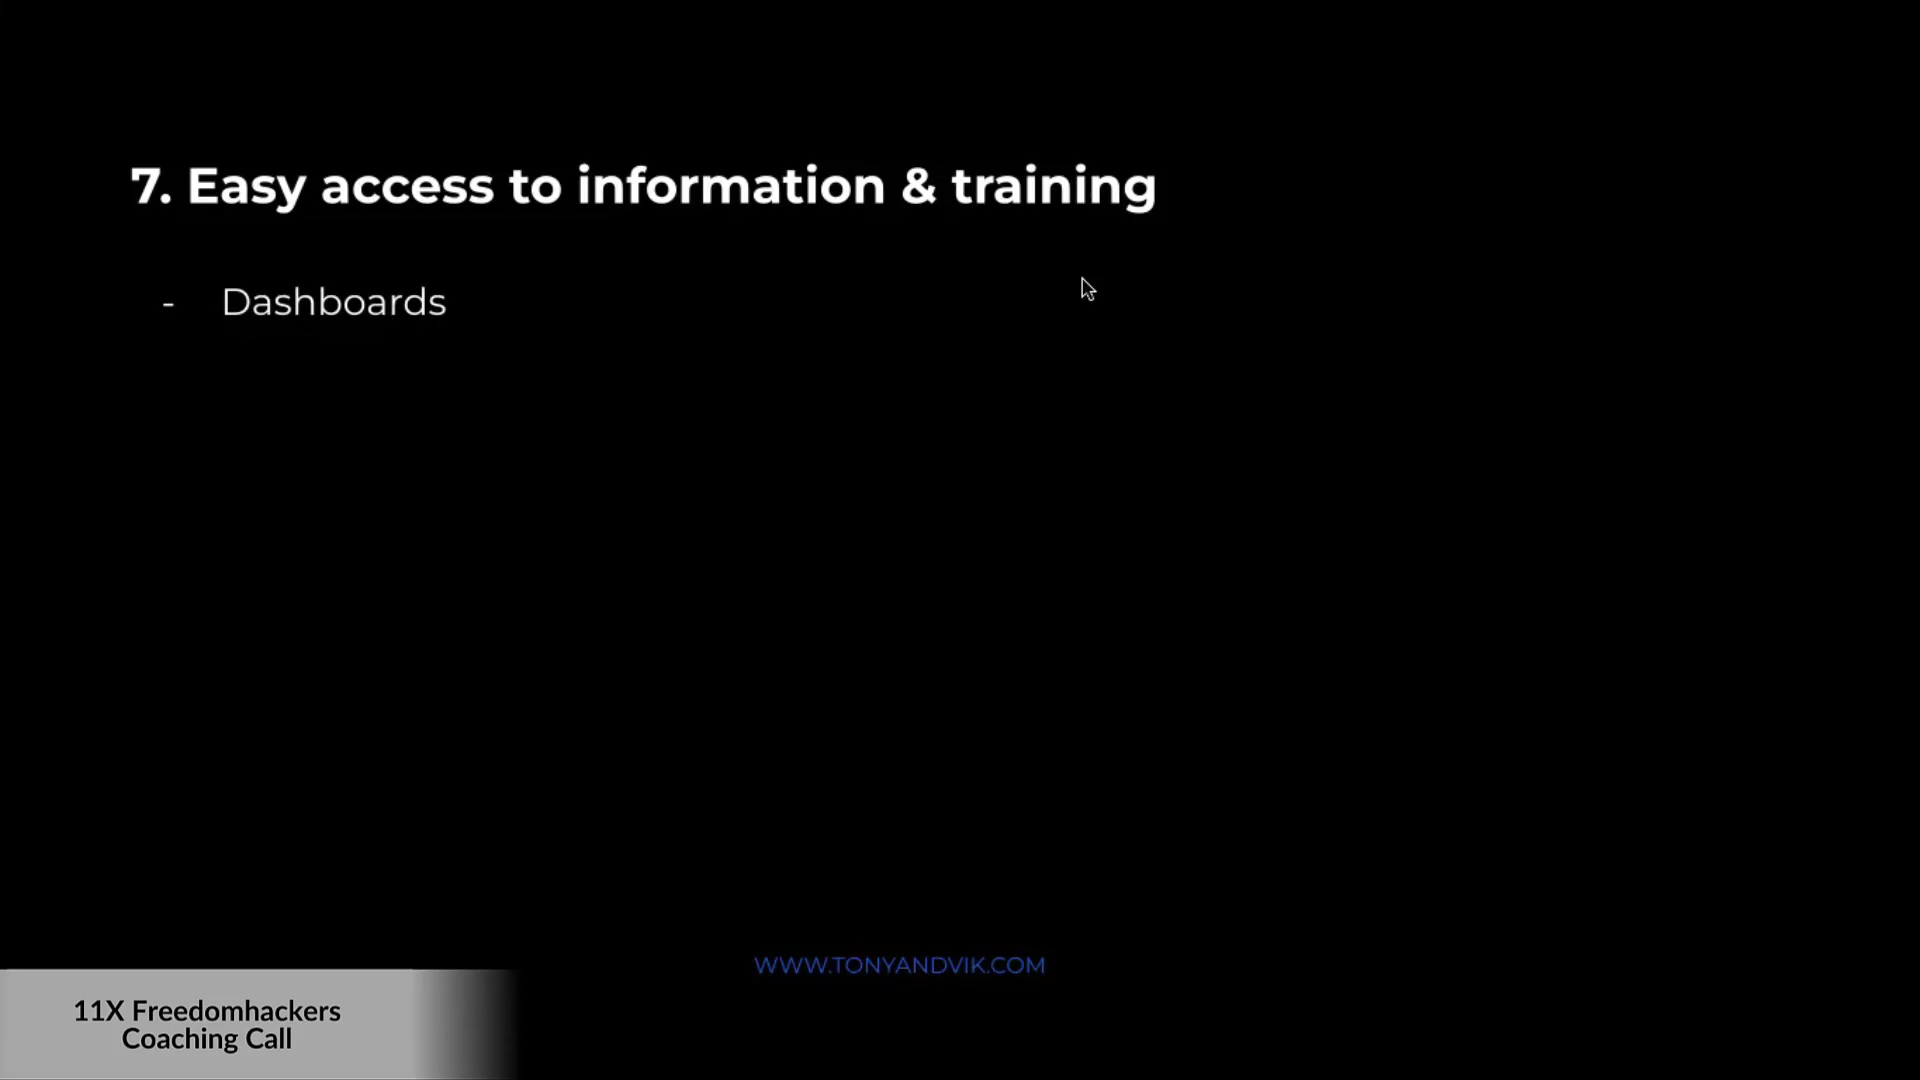 7. Easy access to information & training
- Dashboards
WWW.TONYANDVIK.COM
11X Freedomhackers
Coaching Call